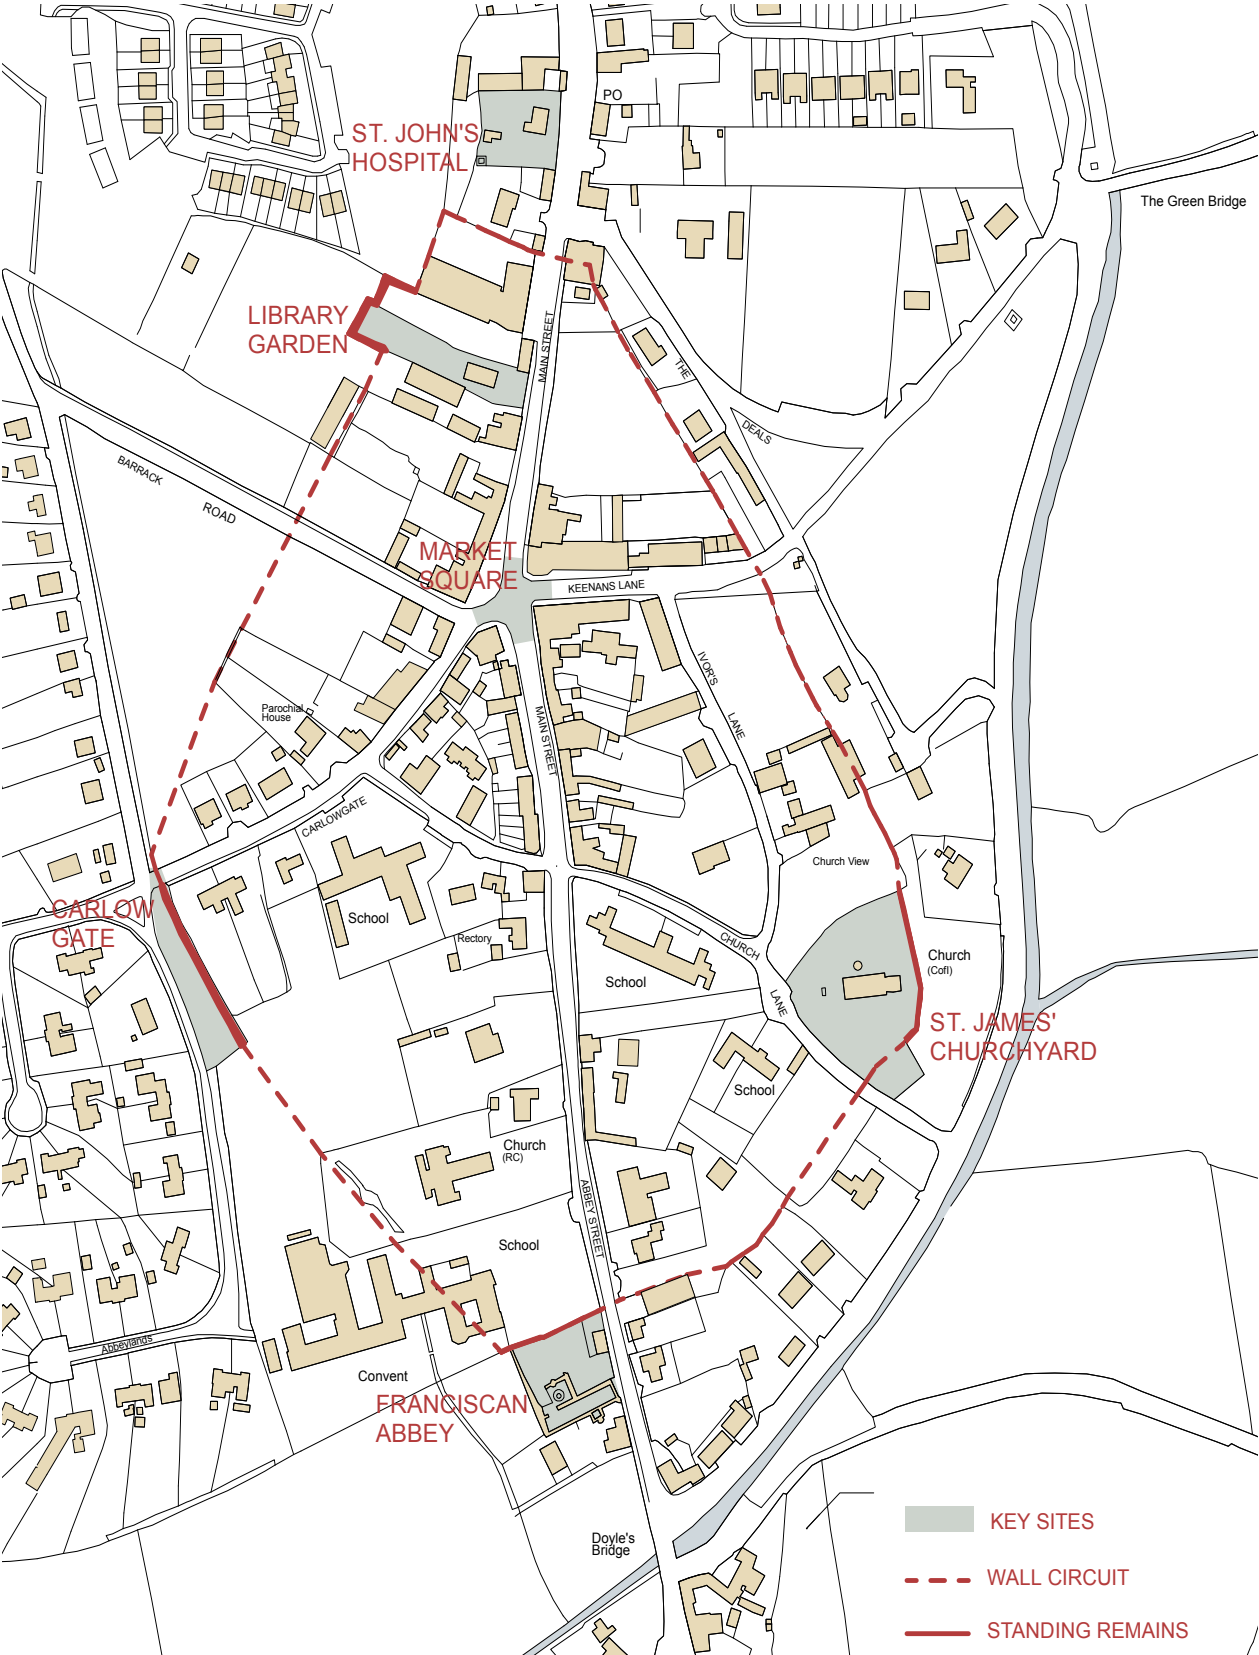 PO
ST. JOHN'S
HOSPITAL
The Green Bridge
LIBRARY
GARDEN
MAIN STREET
THE
DEALS
BARRACK
ROAD
MARKET
SQUARE
KEENANS LANE
IVOR'S
LANE
Parochial
House
MAIN STREET
CARLOWGATE
Church View
CARLOW
GATE
School
Rectory
CHURCH
LANE
School
Church
(CofI)
ST. JAMES'
CHURCHYARD
School
Church
(RC)
ABBEY STREET
School
Abbeylands
Convent
FRANCISCAN
ABBEY
Doyle's
Bridge
KEY SITES
WALL CIRCUIT
STANDING REMAINS